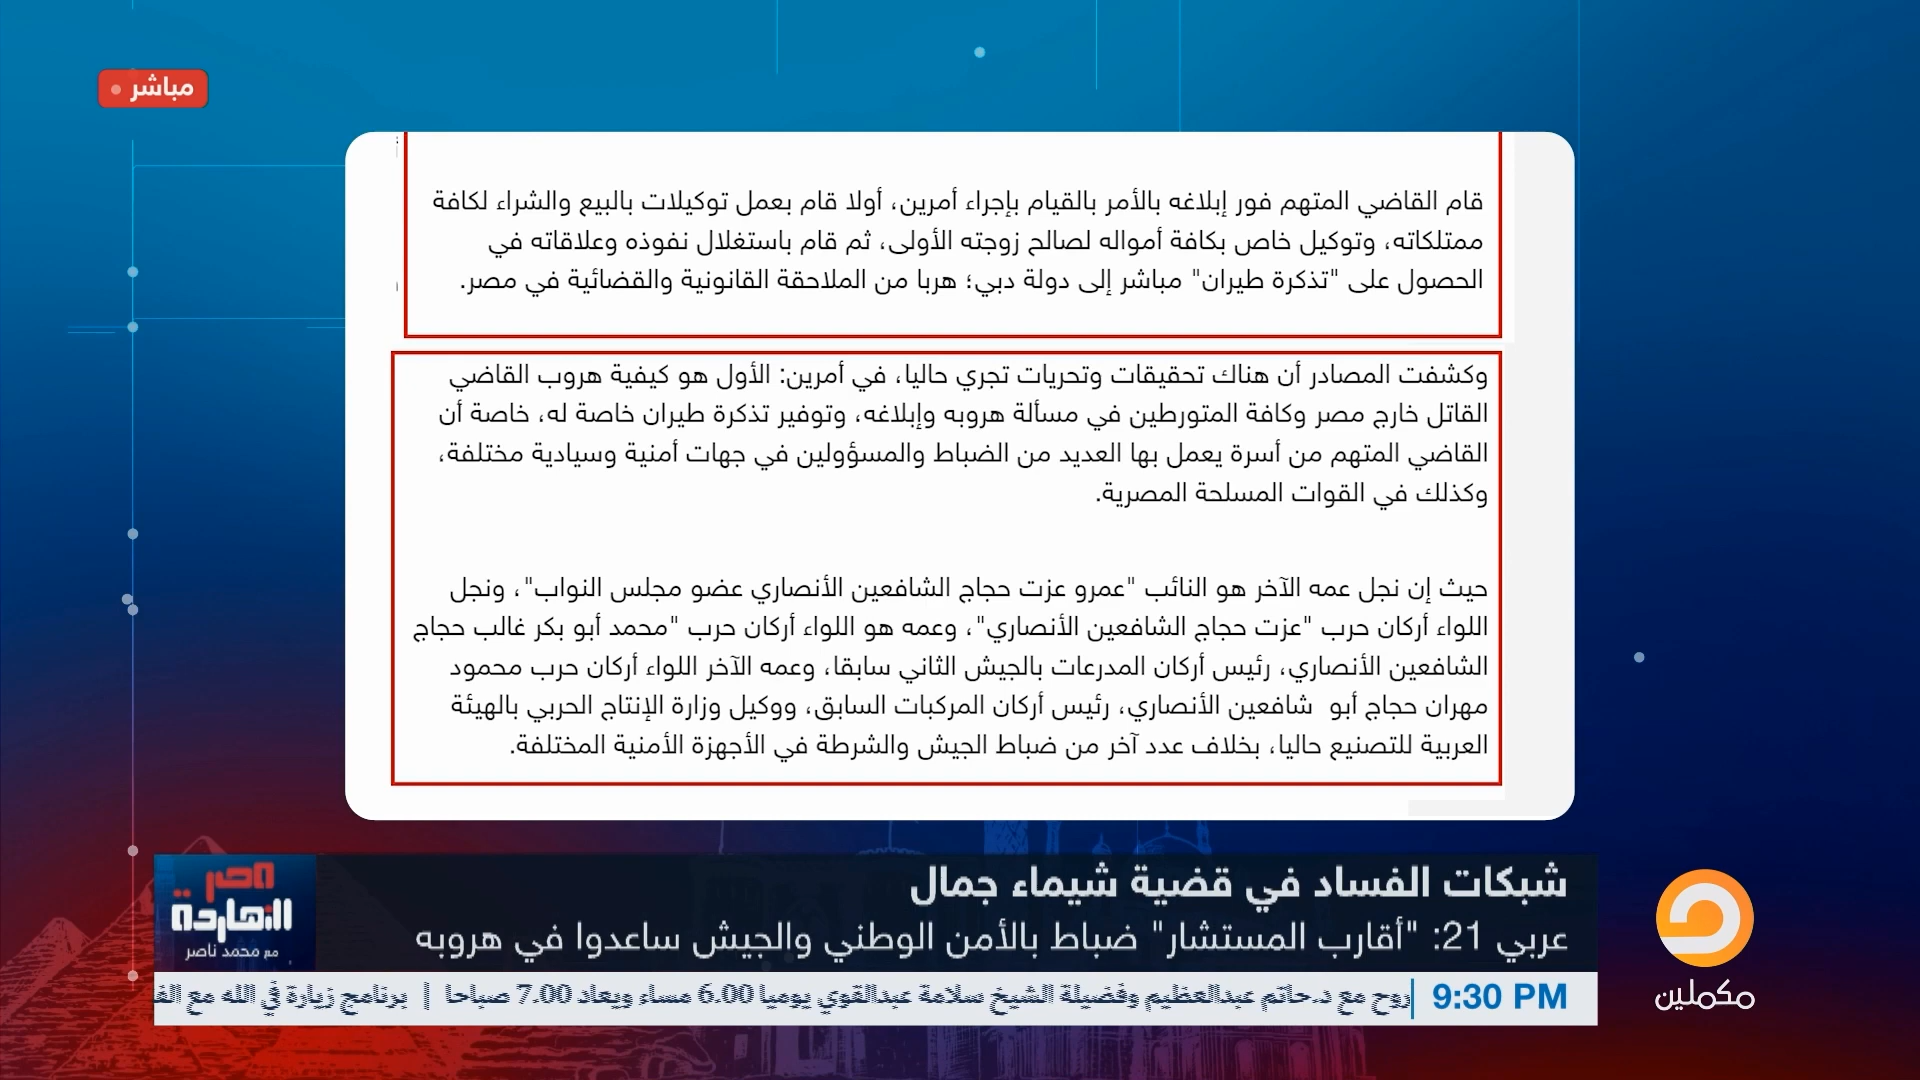 مباشر
قام القاضي المتهم فور إبلاغه بالأمر بالقيام بإجراء أمرين، أولا قام بعمل توكيلات بالبيع والشراء لكافة
ممتلكاته، وتوكيل خاص بكافة أمواله لصالح زوجته الأولى، ثم قام باستغلال نفوذه وعلاقاته في
الحصول على "تذكرة طيران" مباشر إلى دولة دبي؛ هربا من الملاحقة القانونية والقضائية في مصر.
وكشفت المصادر أن هناك تحقيقات وتحريات تجري حاليا، في أمرين: الأول هو كيفية هروب القاضي
القاتل خارج مصر وكافة المتورطين في مسألة هروبه وإبلاغه، وتوفير تذكرة طيران خاصة له، خاصة أن
القاضي المتهم من أسرة يعمل بها العديد من الضباط والمسؤولين في جهات أمنية وسيادية مختلفة،
وكذلك في القوات المسلحة المصرية.
حيث إن نجل عمه الآخر هو النائب "عمرو عزت حجاج الشافعين الأنصاري عضو مجلس النواب"، ونجل
اللواء أركان حرب "عزت حجاج الشافعين الأنصاري"، وعمه هو اللواء أركان حرب "محمد أبو بكر غالب حجاج
الشافعين الأنصاري، رئيس أركان المدرعات بالجيش الثاني سابقا، وعمه الآخر اللواء أركان حرب محمود
مهران حجاج أبو  شافعين الأنصاري، رئيس أركان المركبات السابق، ووكيل وزارة الإنتاج الحربي بالهيئة
العربية للتصنيع حاليا، بخلاف عدد آخر من ضباط الجيش والشرطة في الأجهزة الأمنية المختلفة.
شبكات الفساد في قضية شيماء جمال
عربي 21: "أقارب المستشار" ضباط بالأمن الوطني والجيش ساعدوا في هروبه
مصر
النهاردة
مع محمد ناصر
9:30 PM
روح مع د.حاتم عبدالعظيم وفضيلة الشيخ سلامة عبدالقوي يوميا 6.00 مساء ويعاد 7.00 صباحا | برنامج زيارة في الله مع
مكملين